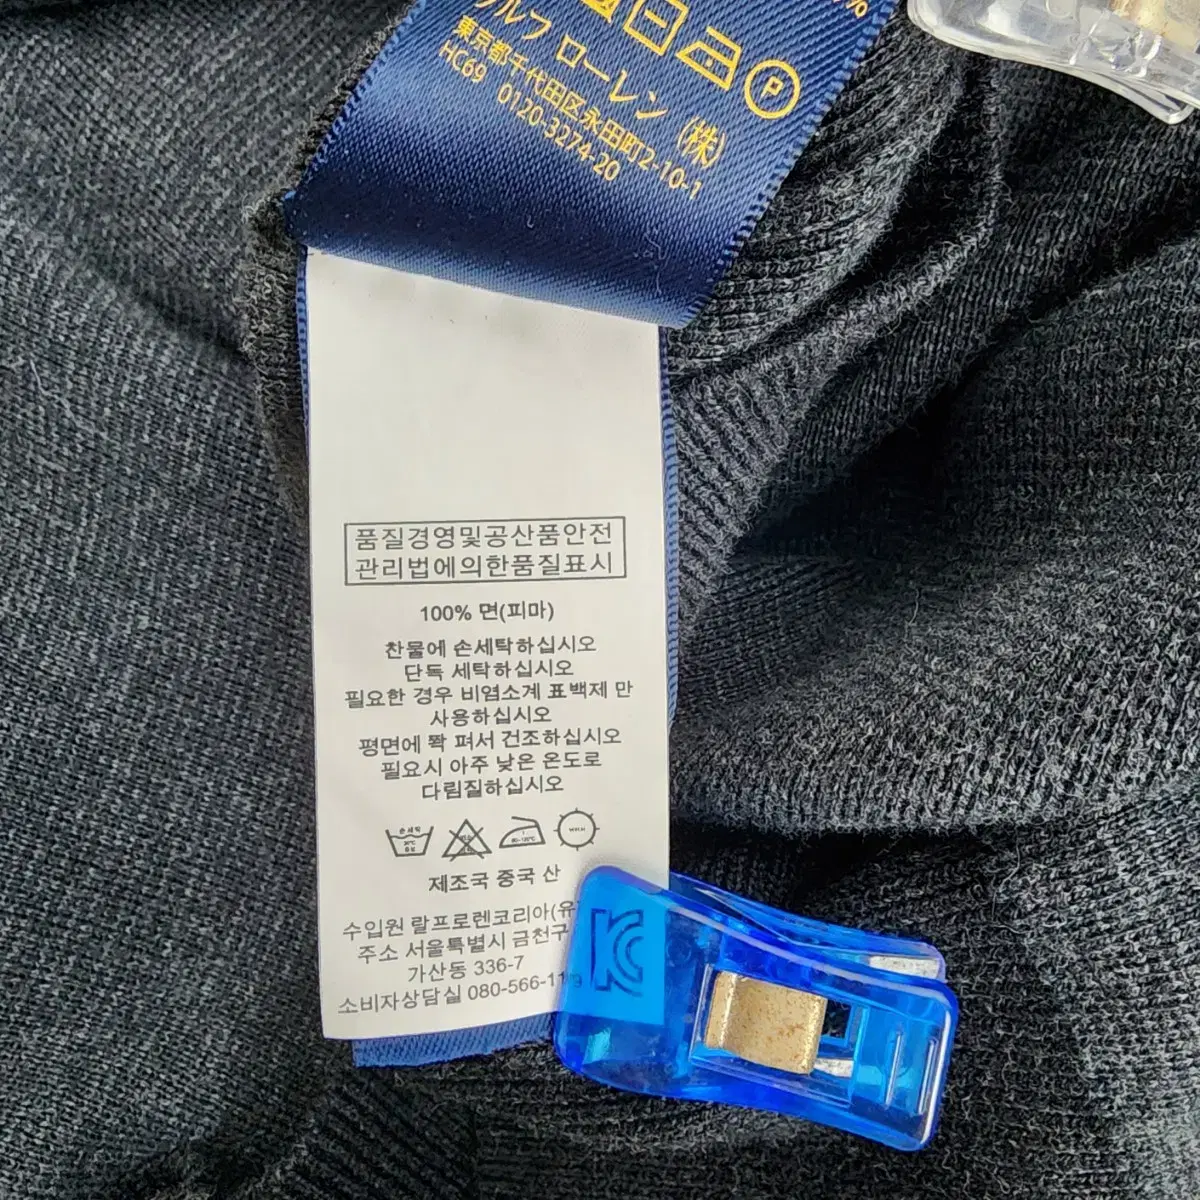 %
ラルフ ローレン (株)
東京都千代田区永田町2-10-1
HC69 0120-3274-20
P
품질경영및공산품안전
관리법에의한품질표시
100% 면(피마)
찬물에 손세탁하십시오
단독 세탁하십시오
필요한 경우 비염소계 표백제 만
사용하십시오
평면에 쫙 펴서 건조하십시오
필요시 아주 낮은 온도로
다림질하십시오
손세탁
30℃
중성
제조국 중국 산
수입원 랄프로렌코리아(유
주소 서울특별시 금천구
가산동 336-7
소비자상담실 080-566-11
KC